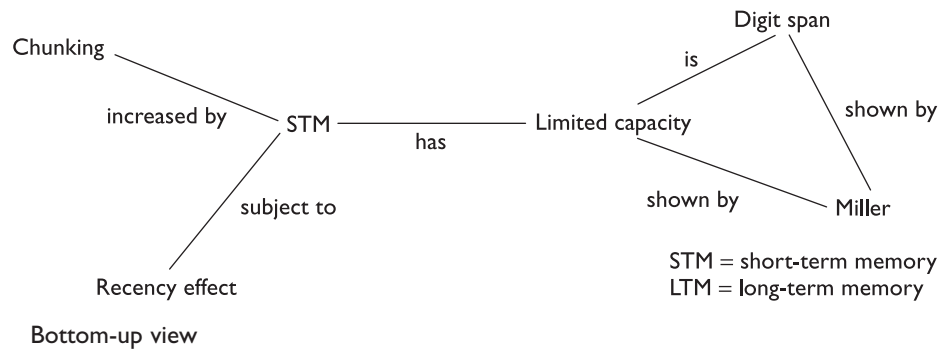 Digit span
Chunking
is
increased by
shown by
STM
has
Limited capacity
subject to
shown by
Miller
STM = short-term memory
Recency effect
LTM = long-term memory
Bottom-up view